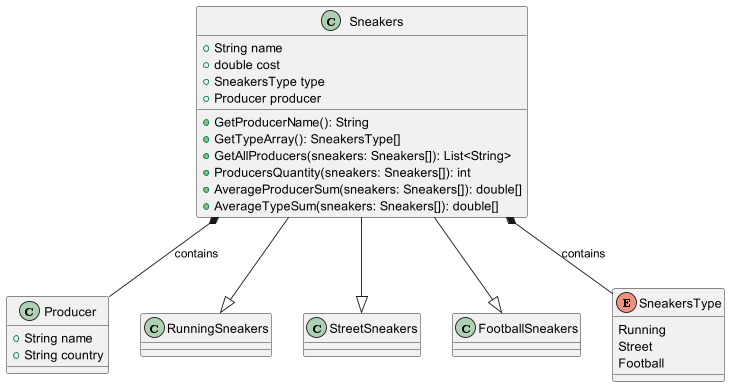 C Sneakers
String name
double cost
SneakersType type
Producer producer
GetProducerName(): String
GetTypeArray(): SneakersType[]
GetAllProducers(sneakers: Sneakers[]): List<String>
ProducersQuantity(sneakers: Sneakers[]): int
AverageProducerSum(sneakers: Sneakers[]): double[]
AverageTypeSum(sneakers: Sneakers[]): double[]
contains
contains
C Producer
String name
String country
C RunningSneakers
C StreetSneakers
C FootballSneakers
E SneakersType
Running
Street
Football